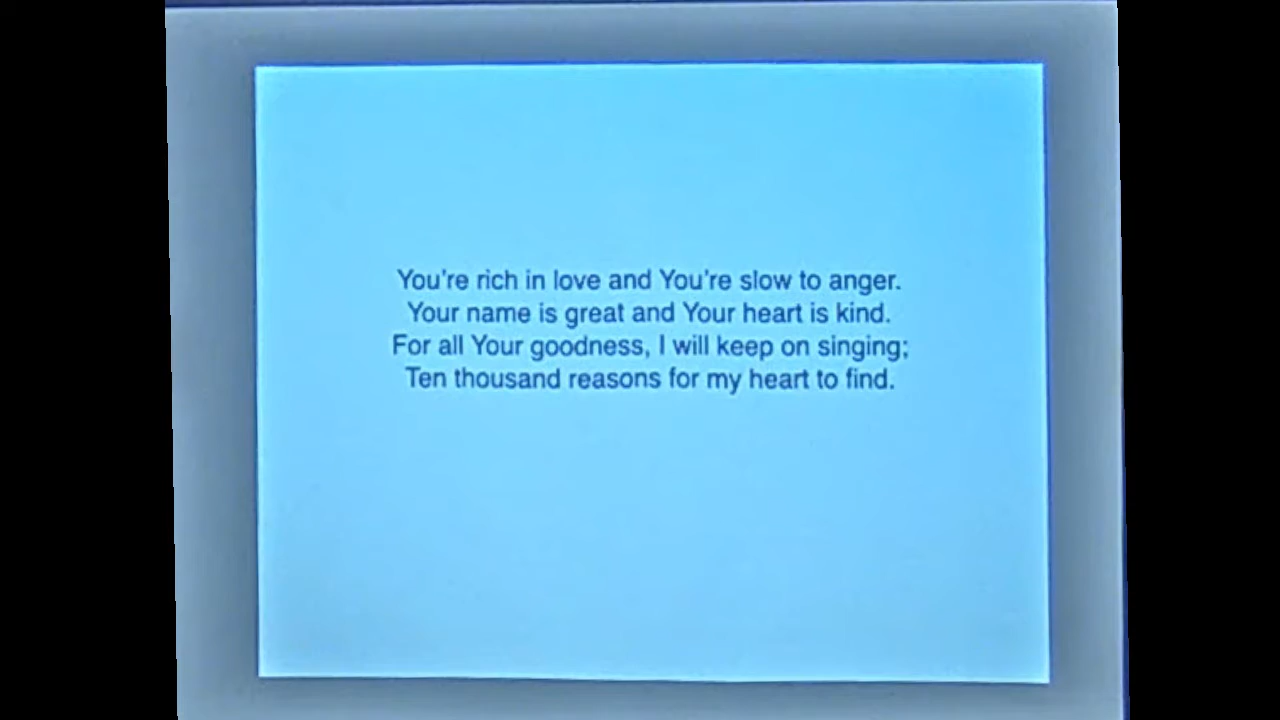 You're rich in love and You're slow to anger.
Your name is great and Your heart is kind.
For all Your goodness, I will keep on singing;
Ten thousand reasons for my heart to find.